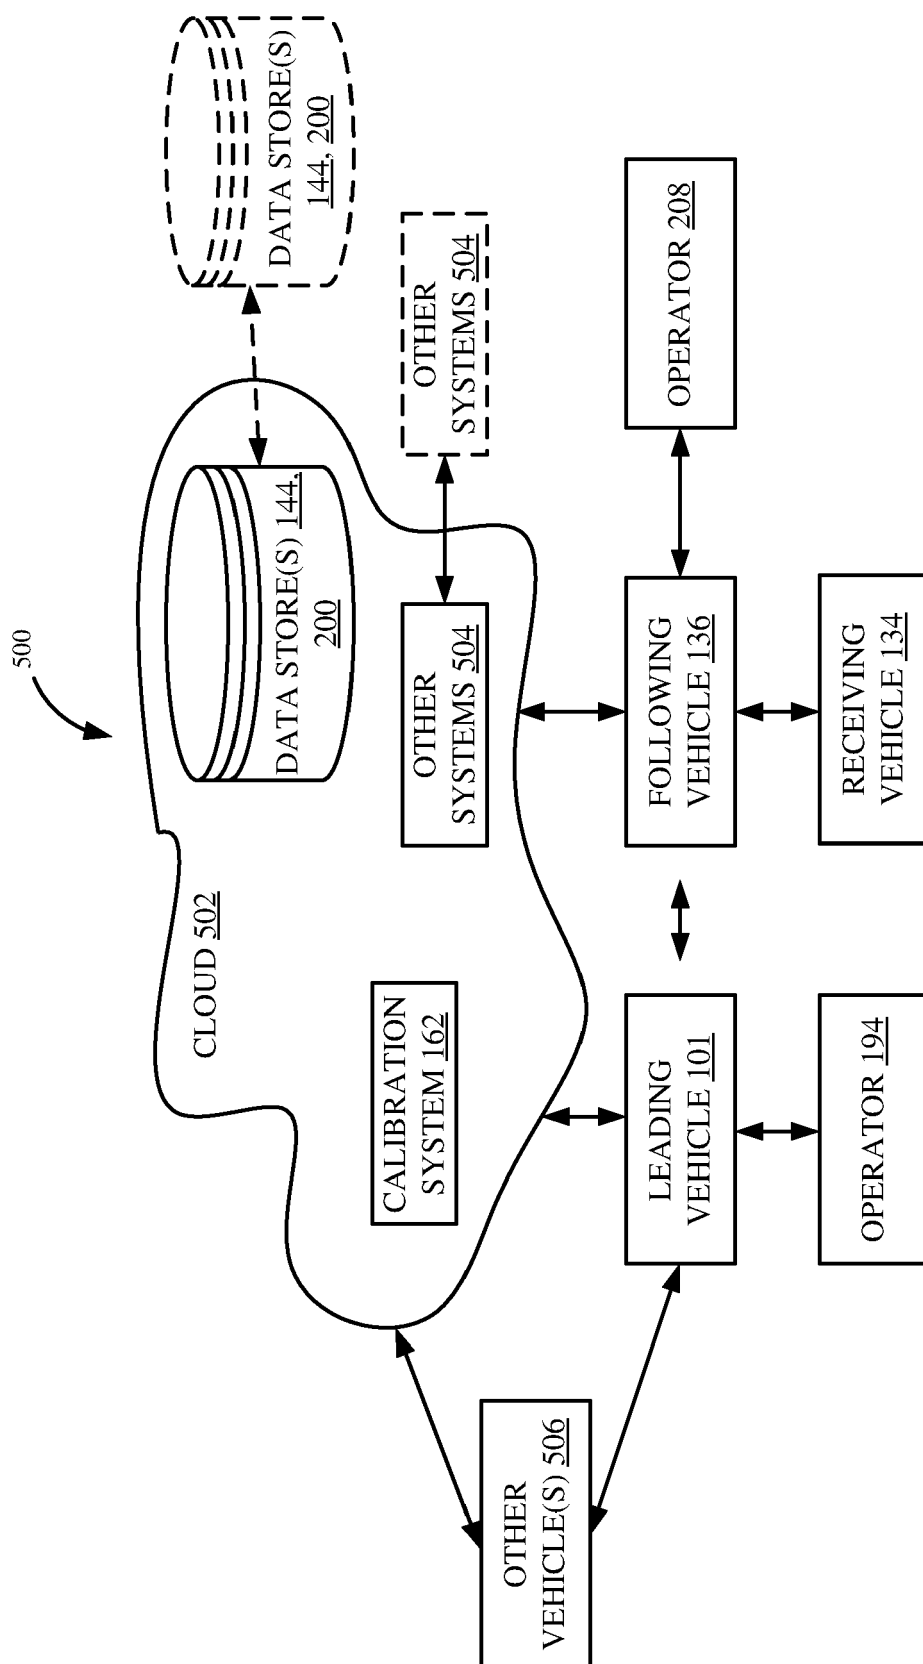 500
CLOUD 502
DATA STORE(S) 144,
200
DATA STORE(S)
144, 200
CALIBRATION
SYSTEM 162
OTHER
SYSTEMS 504
OTHER
SYSTEMS 504
OTHER
VEHICLE(S) 506
LEADING
VEHICLE 101
FOLLOWING
VEHICLE 136
OPERATOR 208
OPERATOR 194
RECEIVING
VEHICLE 134